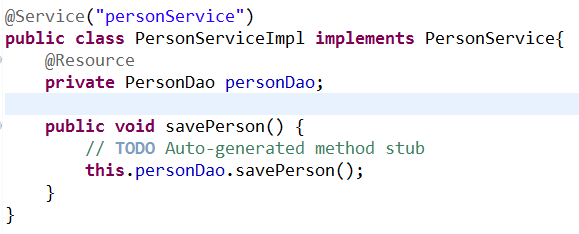 @Service("personService")
public class PersonServiceImpl implements PersonService{
    @Resource
    private PersonDao personDao;

    public void savePerson() {
        // TODO Auto-generated method stub
        this.personDao.savePerson();
    }
}